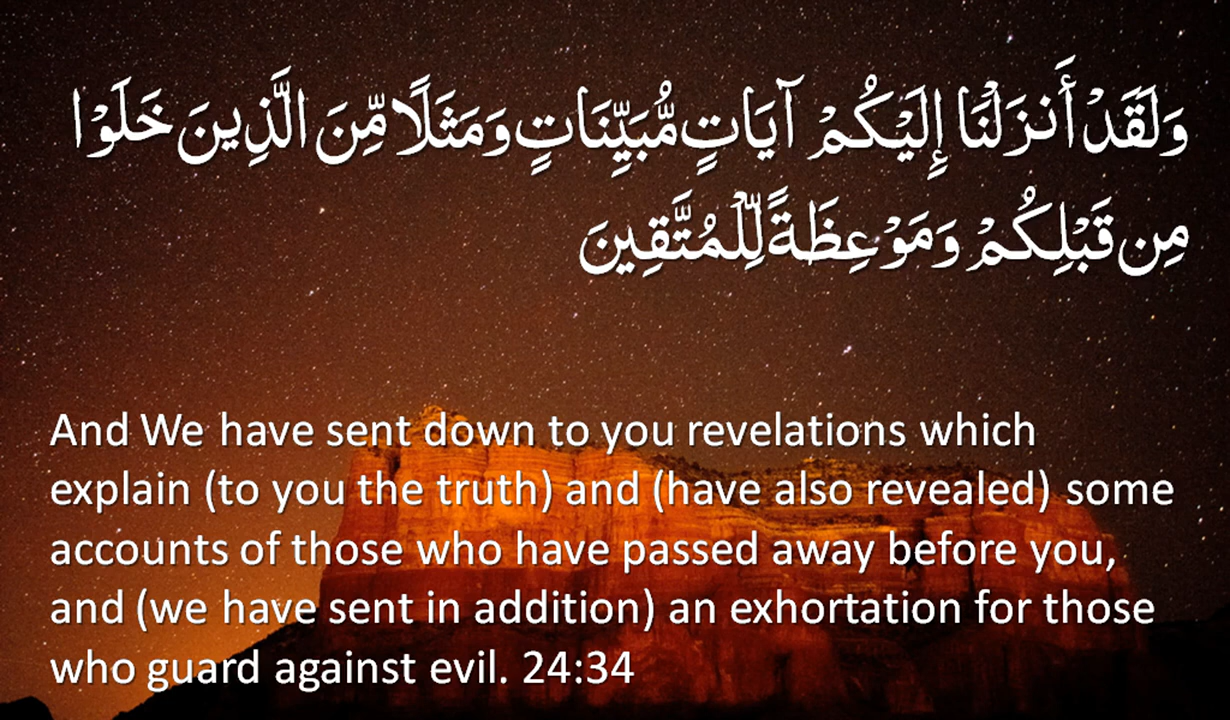 وَلَقَدْ أَنزَلْنَا إِلَيْكُمْ آيَاتٍ مُّبَيِّنَاتٍ وَمَثَلًا مِّنَ الَّذِينَ خَلَوْا
مِن قَبْلِكُمْ وَمَوْعِظَةً لِّلْمُتَّقِينَ
And We have sent down to you revelations which
explain (to you the truth) and (have also revealed) some
accounts of those who have passed away before you,
and (we have sent in addition) an exhortation for those
who guard against evil. 24:34